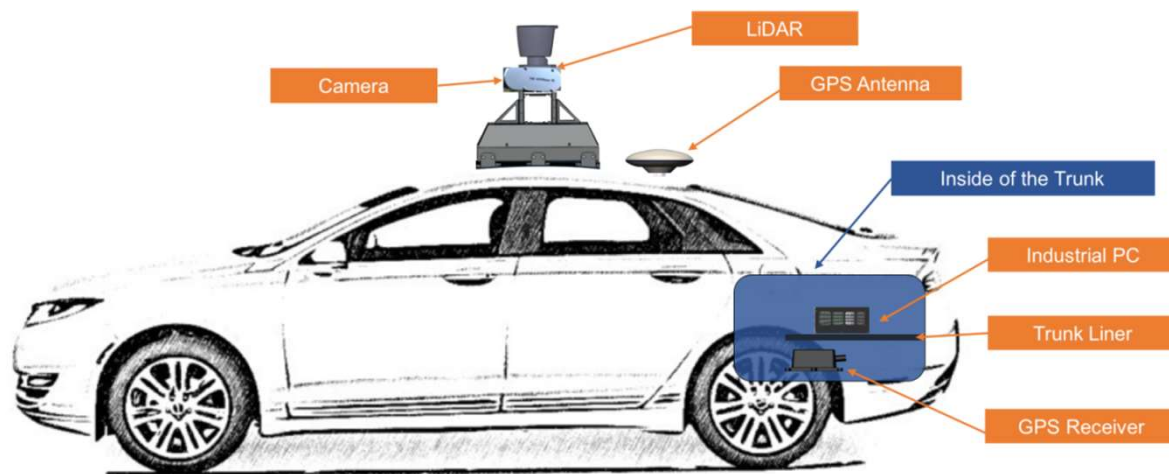 LiDAR
Camera
GPS Antenna
Inside of the Trunk
Industrial PC
Trunk Liner
GPS Receiver